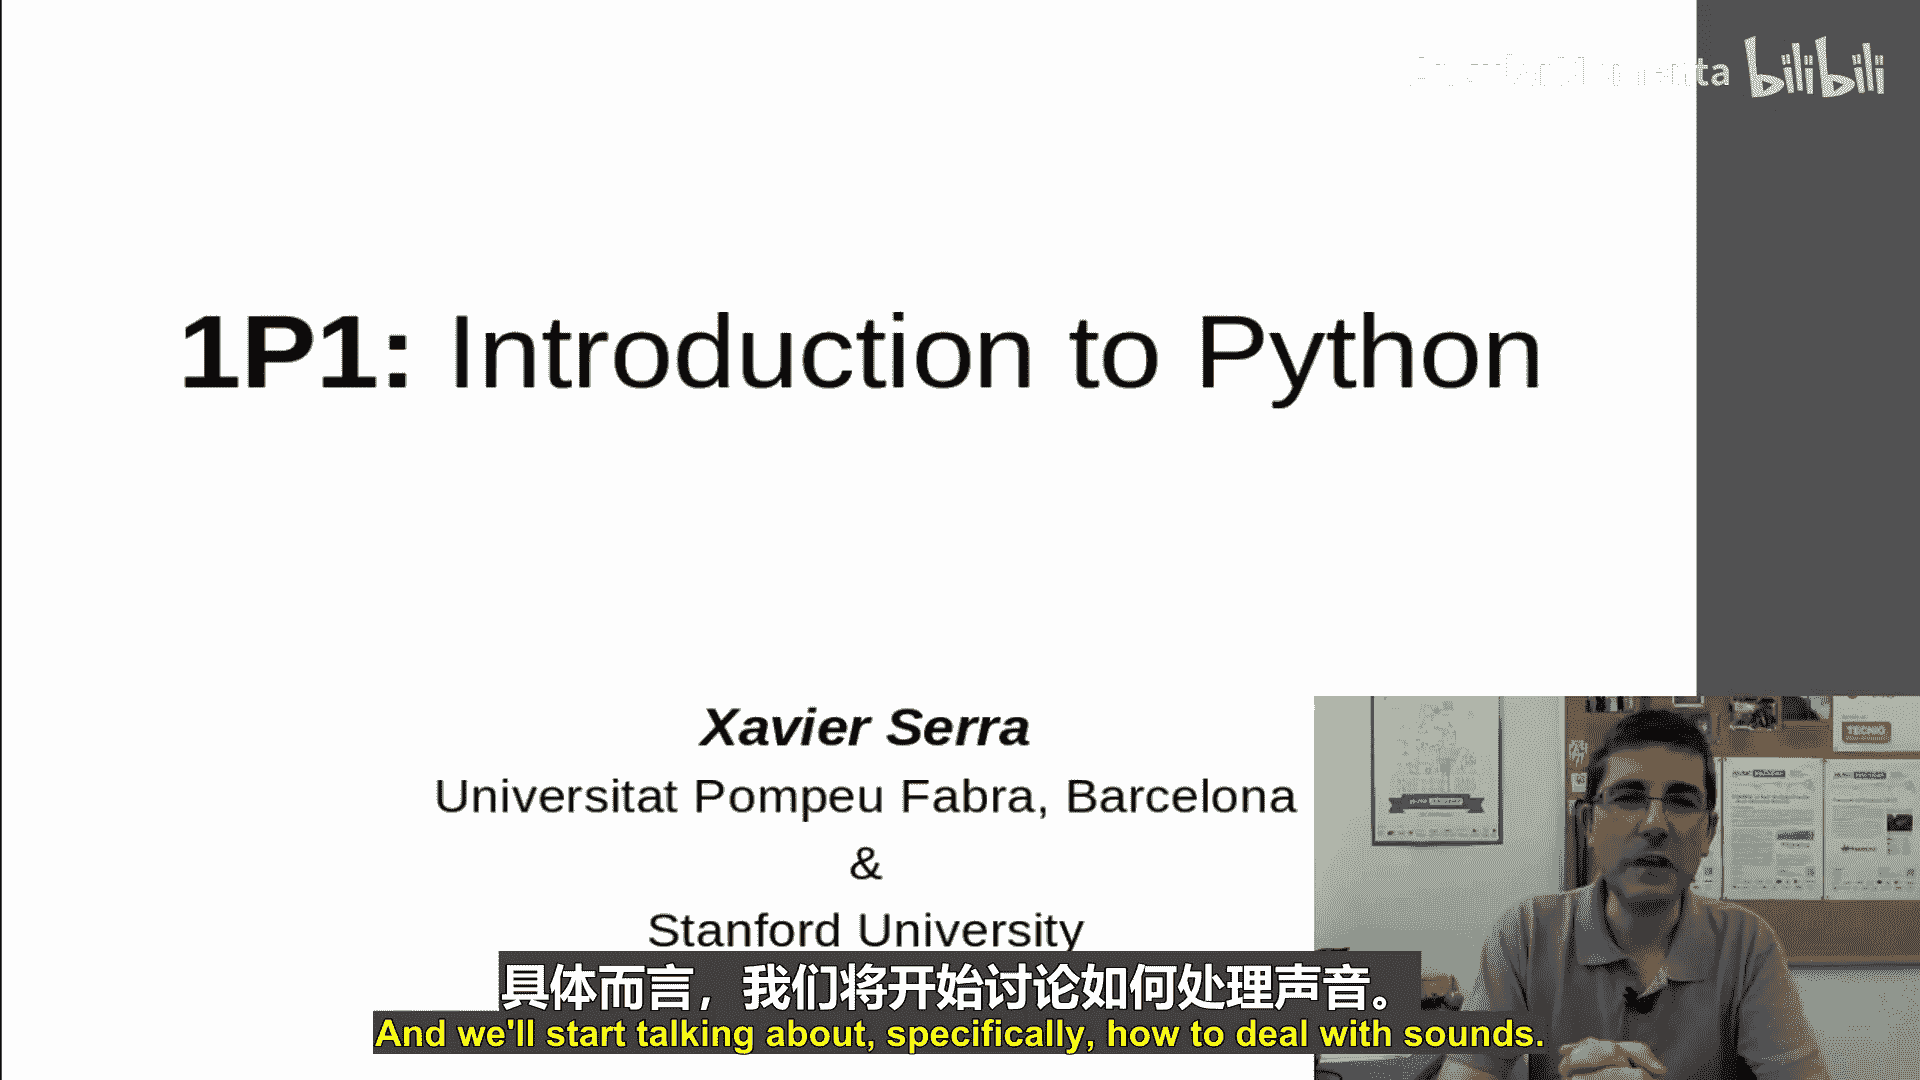 bilibili
1P1: Introduction to Python
Xavier Serra
Universitat Pompeu Fabra, Barcelona
&
Stanford University
TECNIO
具体而言，我们将开始讨论如何处理声音。
And we'll start talking about, specifically, how to deal with sounds.